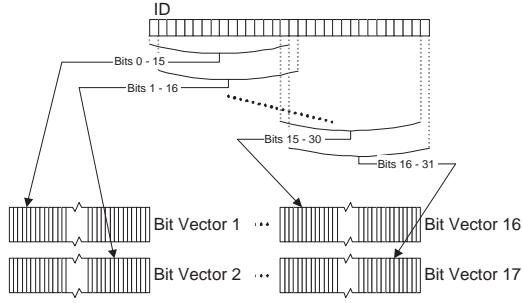 ID
Bits 0 - 15
Bits 1 - 16
Bits 15 - 30
Bits 16 - 31
Bit Vector 1
Bit Vector 16
Bit Vector 2
Bit Vector 17